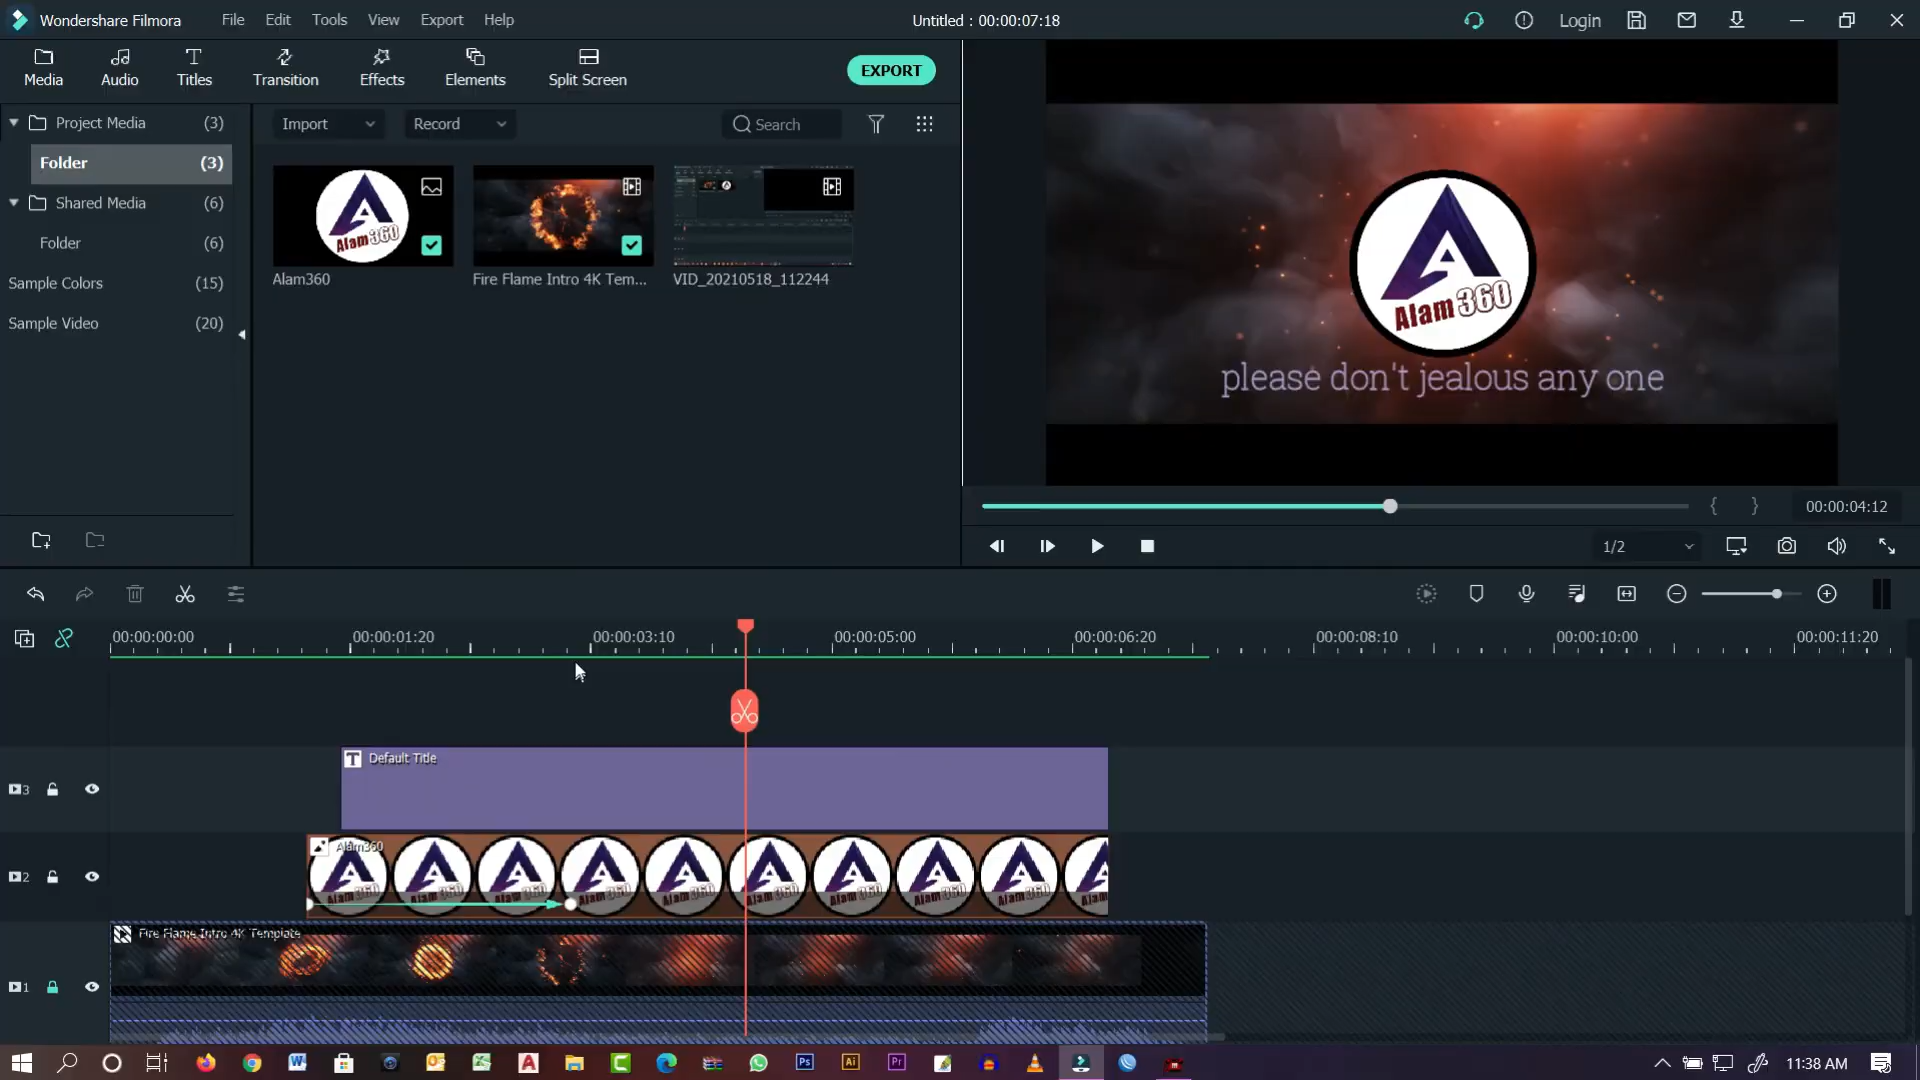 Wondershare Filmora File Edit Tools View Export Help Untitled : 00:00:07:18 Login
Media Audio Titles Transition Effects Elements Split Screen EXPORT
Project Media (3)
Folder (3)
Shared Media (6)
Folder (6)
Sample Colors (15)
Sample Video (20)
Import Record Search
Alam360
Alam360 Fire Flame Intro 4K Tem... VID_20210518_112244
Alam 360
please don't jealous any one
{ } 00:00:04:12
1/2
00:00:00:00 00:00:01:20 00:00:03:10 00:00:05:00 00:00:06:20 00:00:08:10 00:00:10:00 00:00:11:20
3 T Default Title
2 Alam360
1 Fire Flame Intro 4K Template
11:38 AM